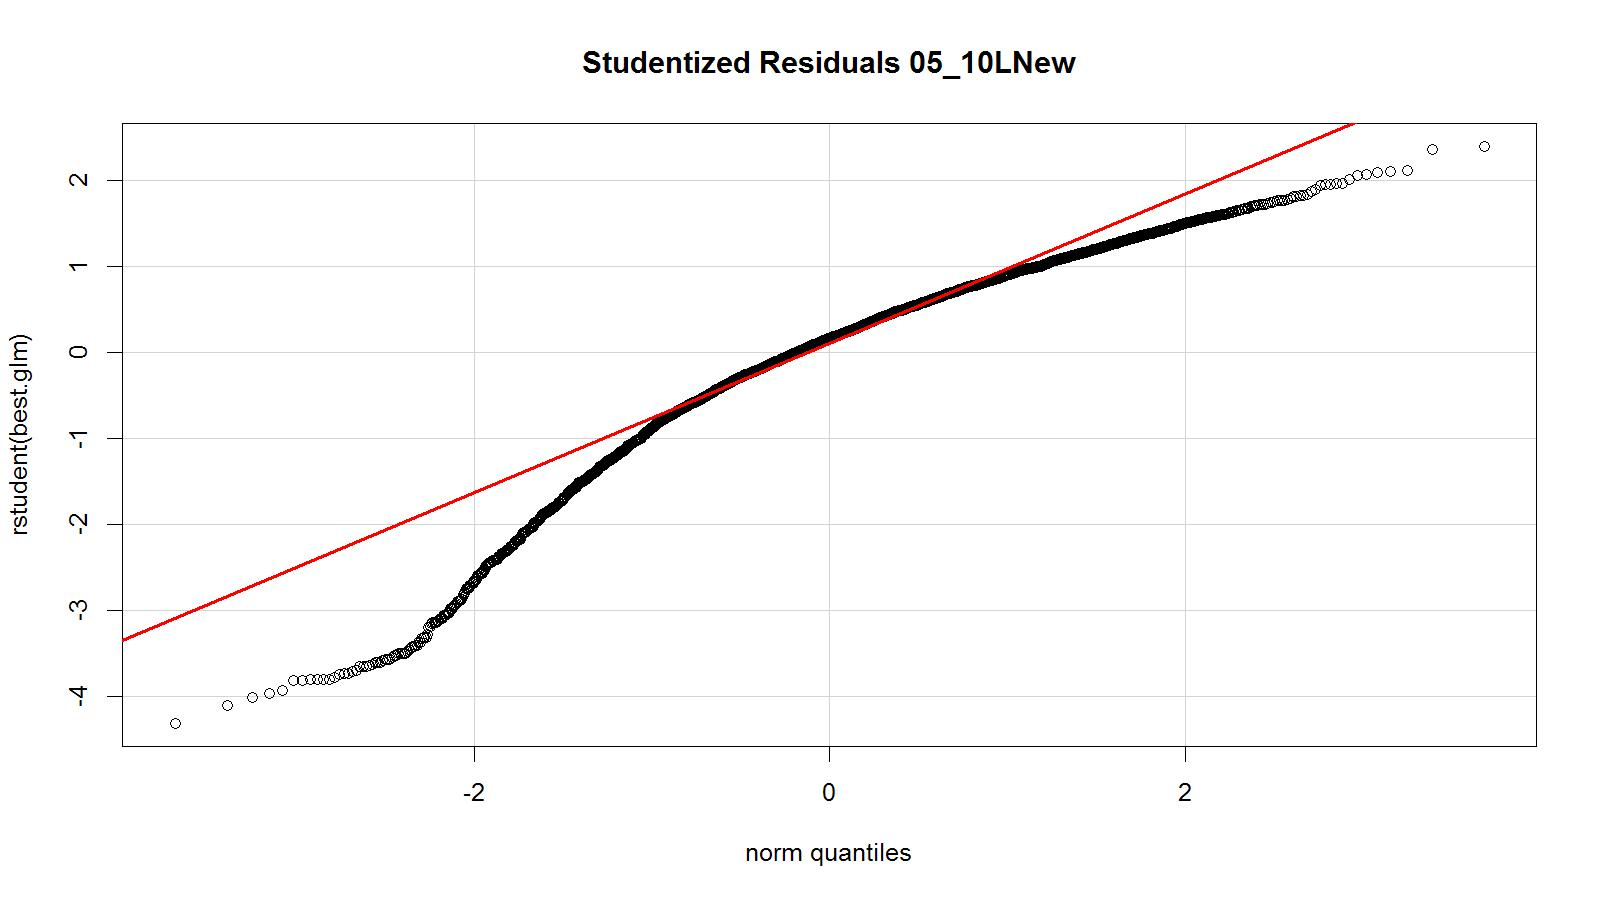 Studentized Residuals 05_10LNew
rstudent(best.glm)
2
1
0
-1
-2
-3
-4
-2 0 2
norm quantiles